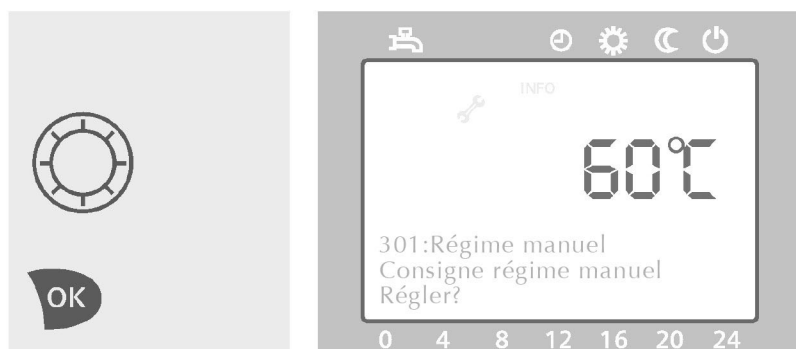 OK
INFO
60°C
301:Régime manuel
Consigne régime manuel
Régler?
0 4 8 12 16 20 24